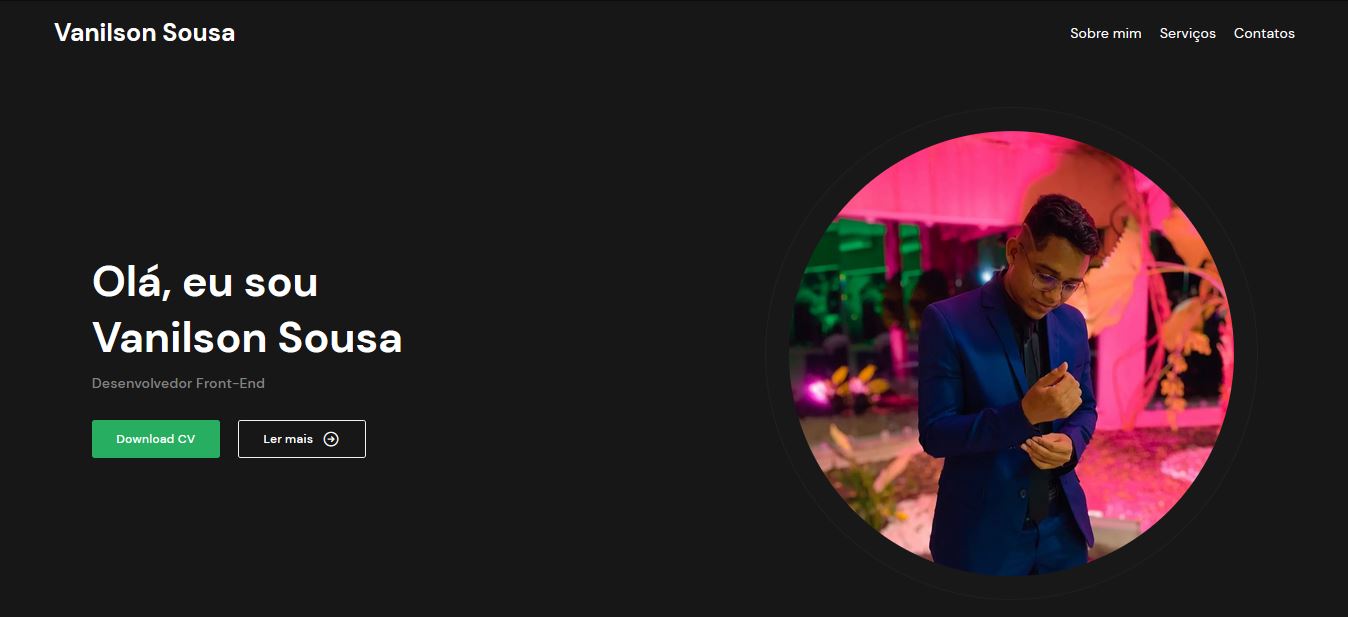 Vanilson Sousa
Sobre mim Serviços Contatos
Olá, eu sou
Vanilson Sousa
Desenvolvedor Front-End
Download CV
Ler mais